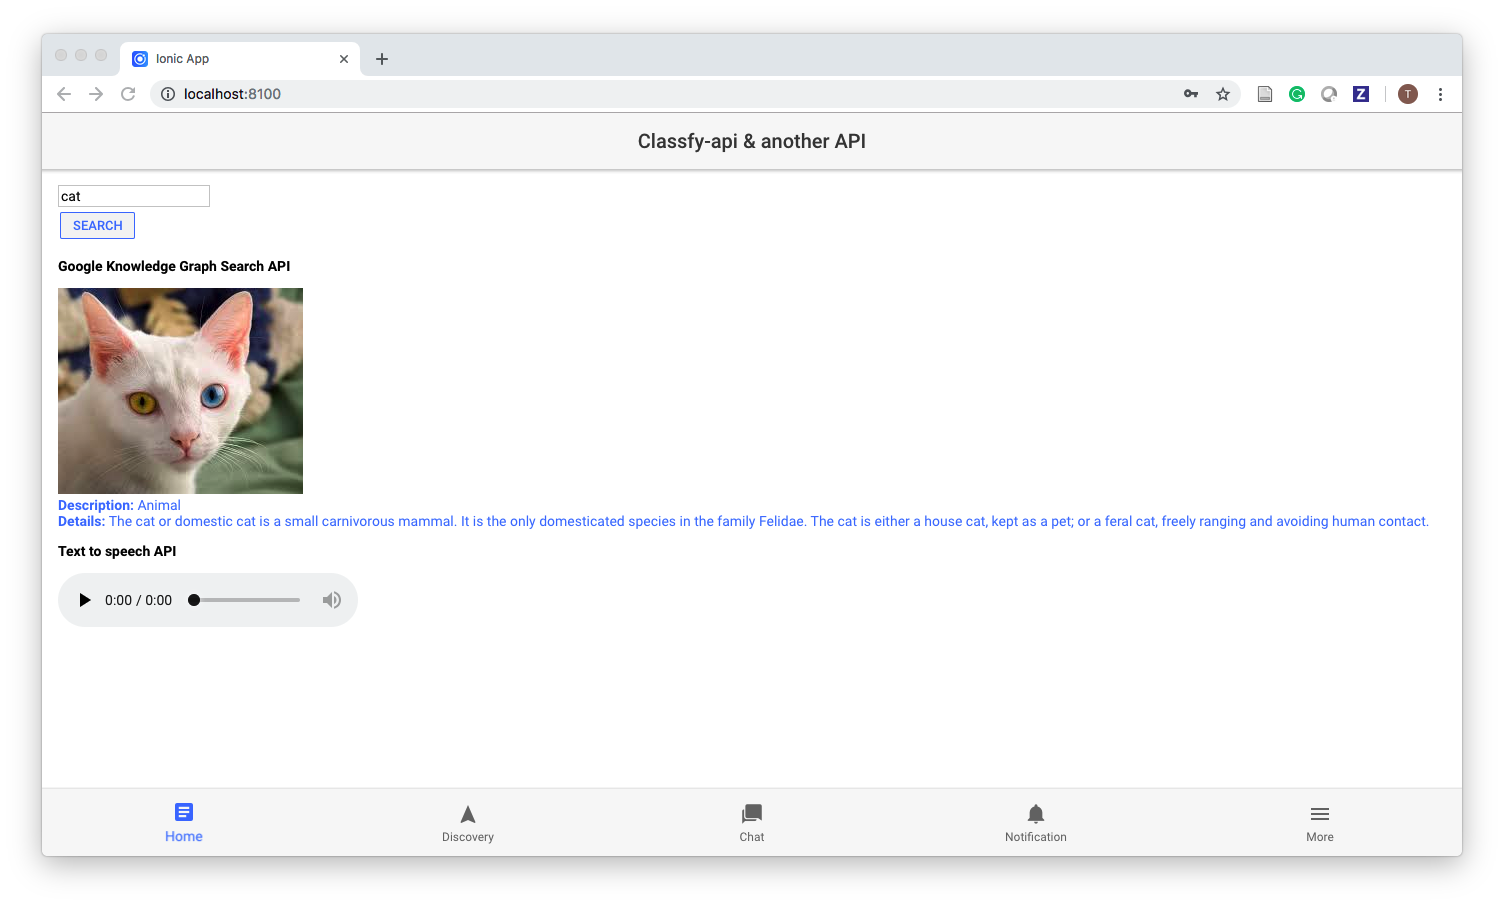 Ionic App
localhost:8100
T
Classfy-api & another API
cat
SEARCH
Google Knowledge Graph Search API
Description: Animal
Details: The cat or domestic cat is a small carnivorous mammal. It is the only domesticated species in the family Felidae. The cat is either a house cat, kept as a pet; or a feral cat, freely ranging and avoiding human contact.
Text to speech API
0:00 / 0:00
Home
Discovery
Chat
Notification
More